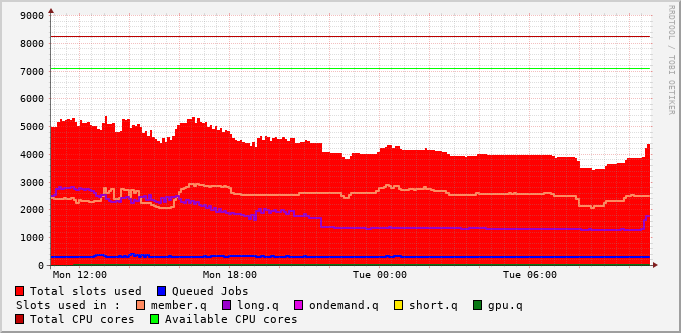 9000
8000
7000
6000
5000
4000
3000
2000
1000
0
Mon 12:00 Mon 18:00 Tue 00:00 Tue 06:00
RRDTOOL / TOBI OETIKER
Total slots used Queued Jobs
Slots used in : member.q long.q ondemand.q short.q gpu.q
Total CPU cores Available CPU cores